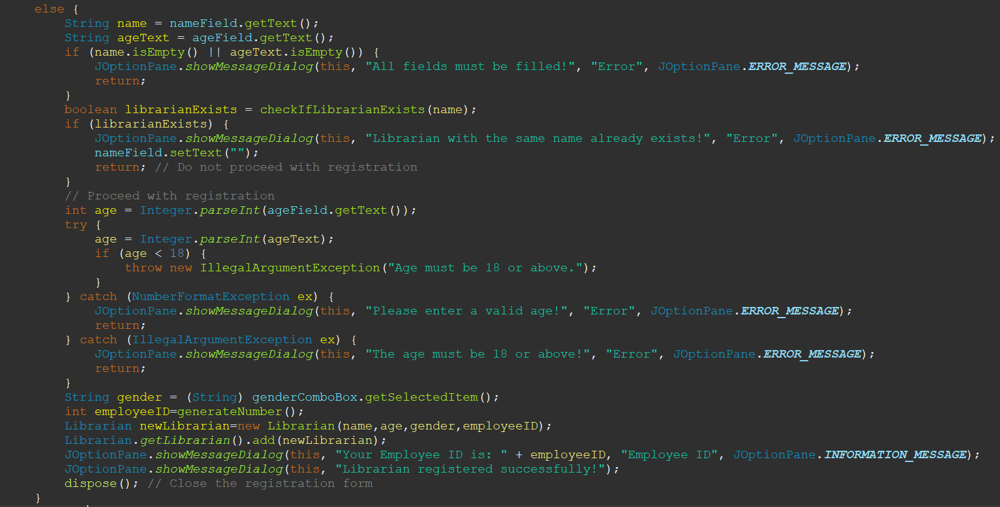 else {
String name = nameField.getText();
String ageText = ageField.getText();
if (name.isEmpty() || ageText.isEmpty()) {
JOptionPane.showMessageDialog(this, "All fields must be filled!", "Error", JOptionPane.ERROR_MESSAGE);
return;
}
boolean librarianExists = checkIfLibrarianExists(name);
if (librarianExists) {
JOptionPane.showMessageDialog(this, "Librarian with the same name already exists!", "Error", JOptionPane.ERROR_MESSAGE);
nameField.setText("");
return; // Do not proceed with registration
}
// Proceed with registration
int age = Integer.parseInt(ageField.getText());
try {
age = Integer.parseInt(ageText);
if (age < 18) {
throw new IllegalArgumentException("Age must be 18 or above.");
}
} catch (NumberFormatException ex) {
JOptionPane.showMessageDialog(this, "Please enter a valid age!", "Error", JOptionPane.ERROR_MESSAGE);
return;
} catch (IllegalArgumentException ex) {
JOptionPane.showMessageDialog(this, "The age must be 18 or above!", "Error", JOptionPane.ERROR_MESSAGE);
return;
}
String gender = (String) genderComboBox.getSelectedItem();
int employeeID=generateNumber();
Librarian newLibrarian=new Librarian(name,age,gender,employeeID);
Librarian.getLibrarian().add(newLibrarian);
JOptionPane.showMessageDialog(this, "Your Employee ID is: " + employeeID, "Employee ID", JOptionPane.INFORMATION_MESSAGE);
JOptionPane.showMessageDialog(this, "Librarian registered successfully!");
dispose(); // Close the registration form
}